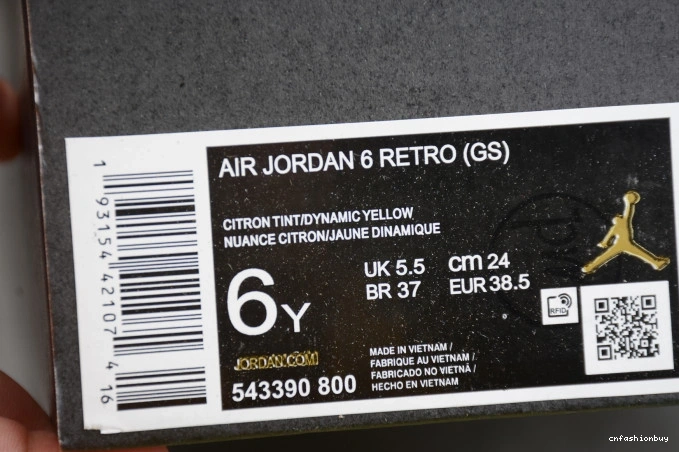 AIR JORDAN 6 RETRO (GS)
CITRON TINT/DYNAMIC YELLOW
NUANCE CITRON/JAUNE DINAMIQUE
6Y
UK 5.5 cm 24
BR 37 EUR 38.5
RFID
JORDAN.COM
543390 800
MADE IN VIETNAM /
FABRIQUE AU VIETNAM /
FABRICADO NO VIETNÃ /
HECHO EN VIETNAM
1 93154 42107 4 16
cnfashionbuy